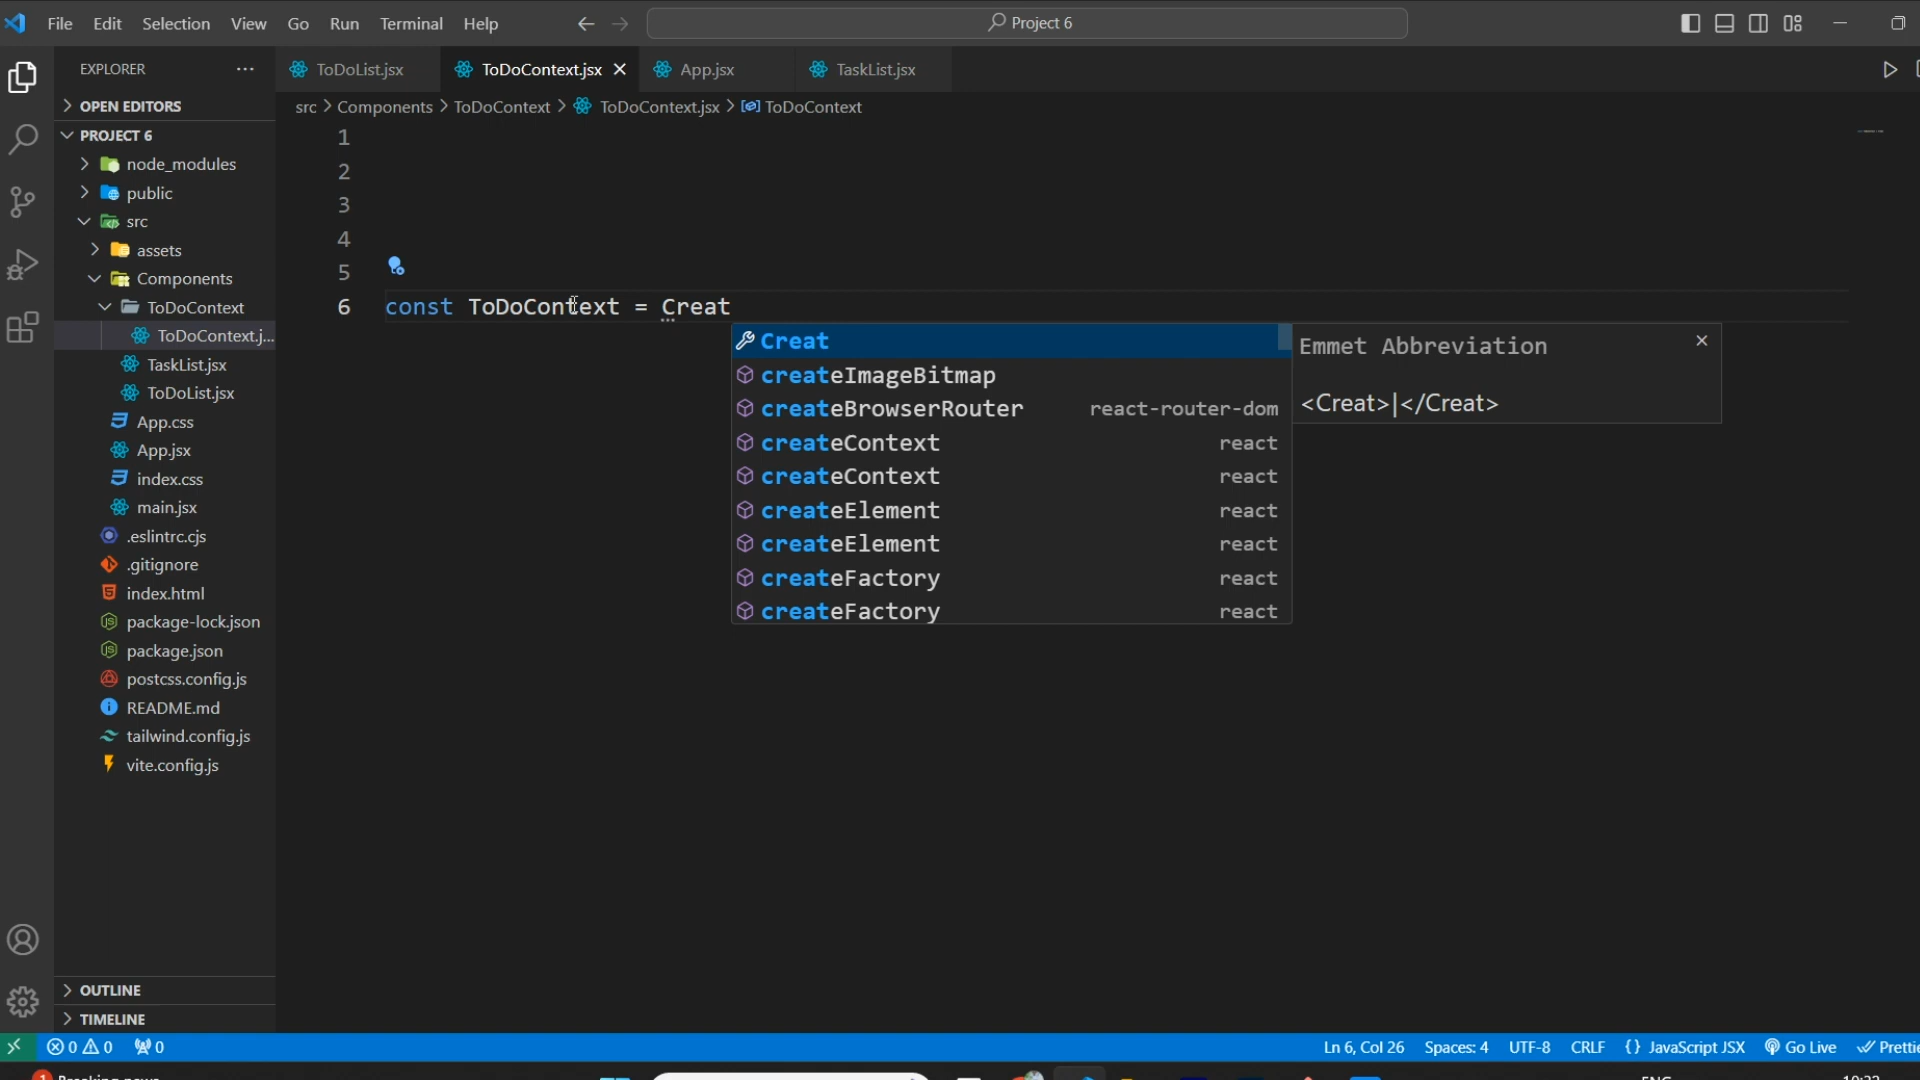 File Edit Selection View Go Run Terminal Help Project 6
EXPLORER ··· ToDoList.jsx ToDoContext.jsx App.jsx TaskList.jsx
OPEN EDITORS
src > Components > ToDoContext > ToDoContext.jsx > ToDoContext
PROJECT 6
node_modules
public
src
assets
Components
ToDoContext
ToDoContext.j...
TaskList.jsx
ToDoList.jsx
App.css
App.jsx
index.css
main.jsx
.eslintrc.cjs
.gitignore
index.html
package-lock.json
package.json
postcss.config.js
README.md
tailwind.config.js
vite.config.js
OUTLINE
TIMELINE
1
2
3
4
5
6 const ToDoContext = Creat
Creat
createImageBitmap
createBrowserRouter react-router-dom
createContext react
createContext react
createElement react
createElement react
createFactory react
createFactory react
Emmet Abbreviation
<Creat>|</Creat>
0 0 0 Ln 6, Col 26 Spaces: 4 UTF-8 CRLF {} JavaScript JSX Go Live Prettie
1